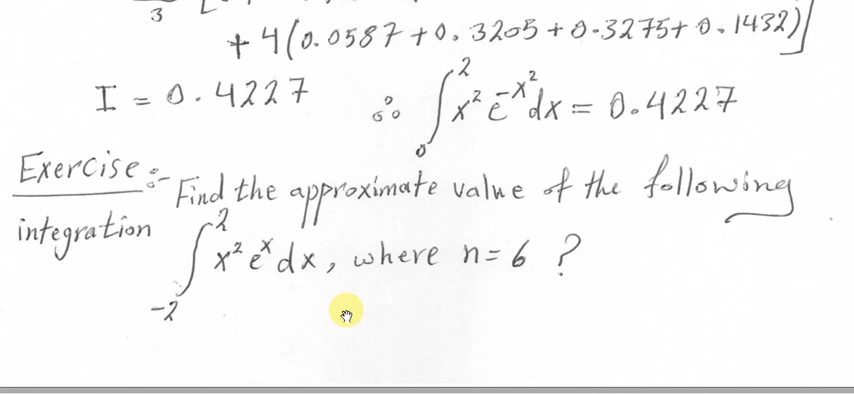 3 [
+ 4(0.0587+0.3205+0.3275+0.1432)]
I = 0.4227 ∴ ∫₀² x² e^-x² dx = 0.4227
Exercise:- Find the approximate value of the following
integration ∫₋₂² x² eˣ dx, where n=6 ?